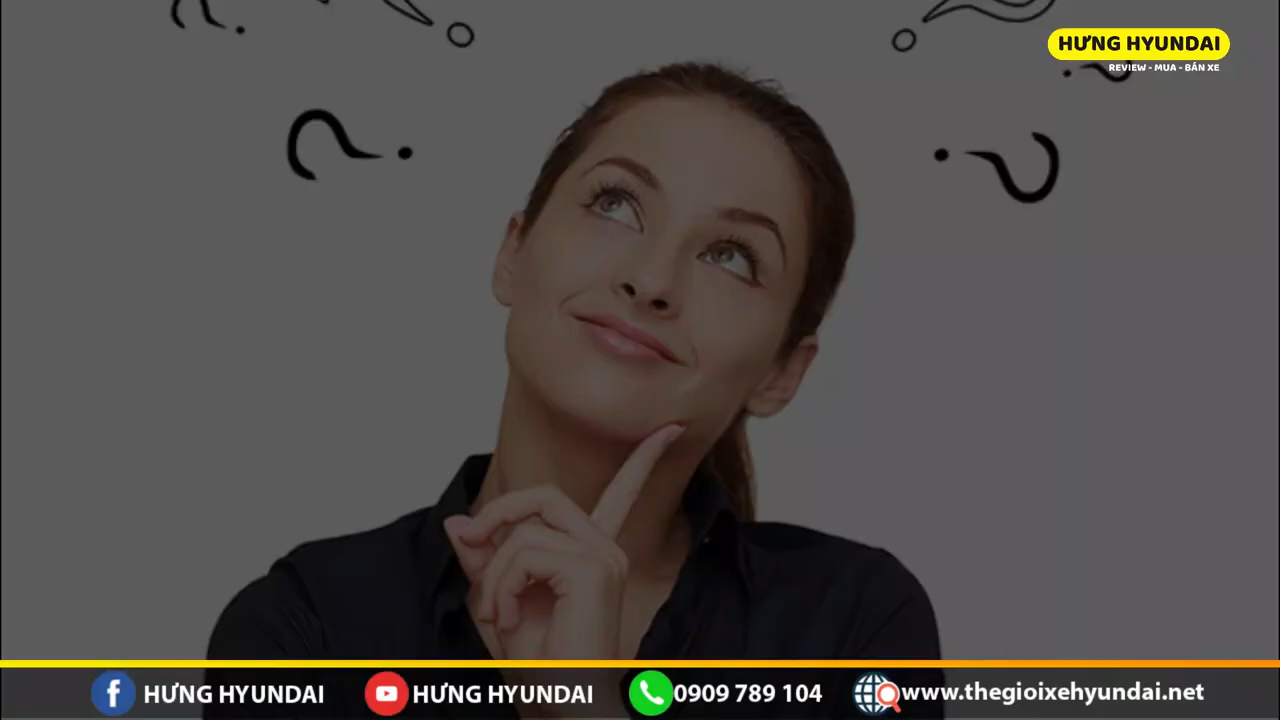 HƯNG HYUNDAI
REVIEW - MUA - BÁN XE
HƯNG HYUNDAI
HƯNG HYUNDAI
0909 789 104
www.thegioixehyundai.net